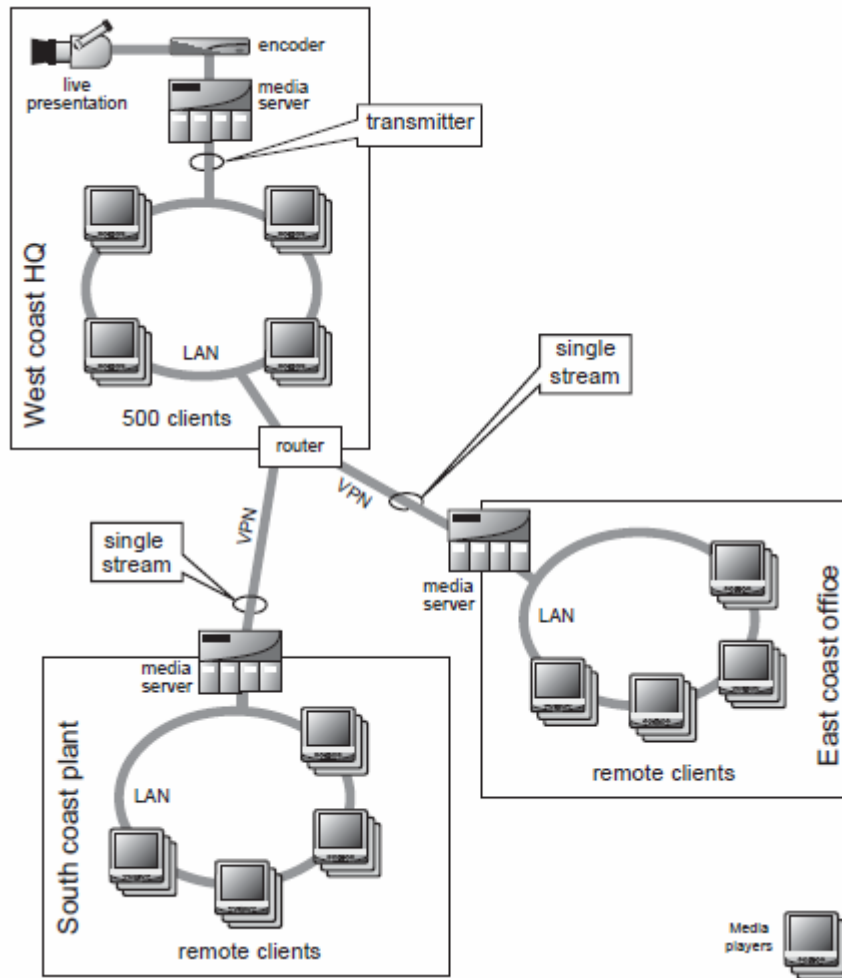 encoder
live
presentation
media
server
transmitter
West coast HQ
LAN
500 clients
router
single
stream
VPN
VPN
single
stream
media
server
LAN
East coast office
remote clients
media
server
South coast plant
LAN
remote clients
Media
players